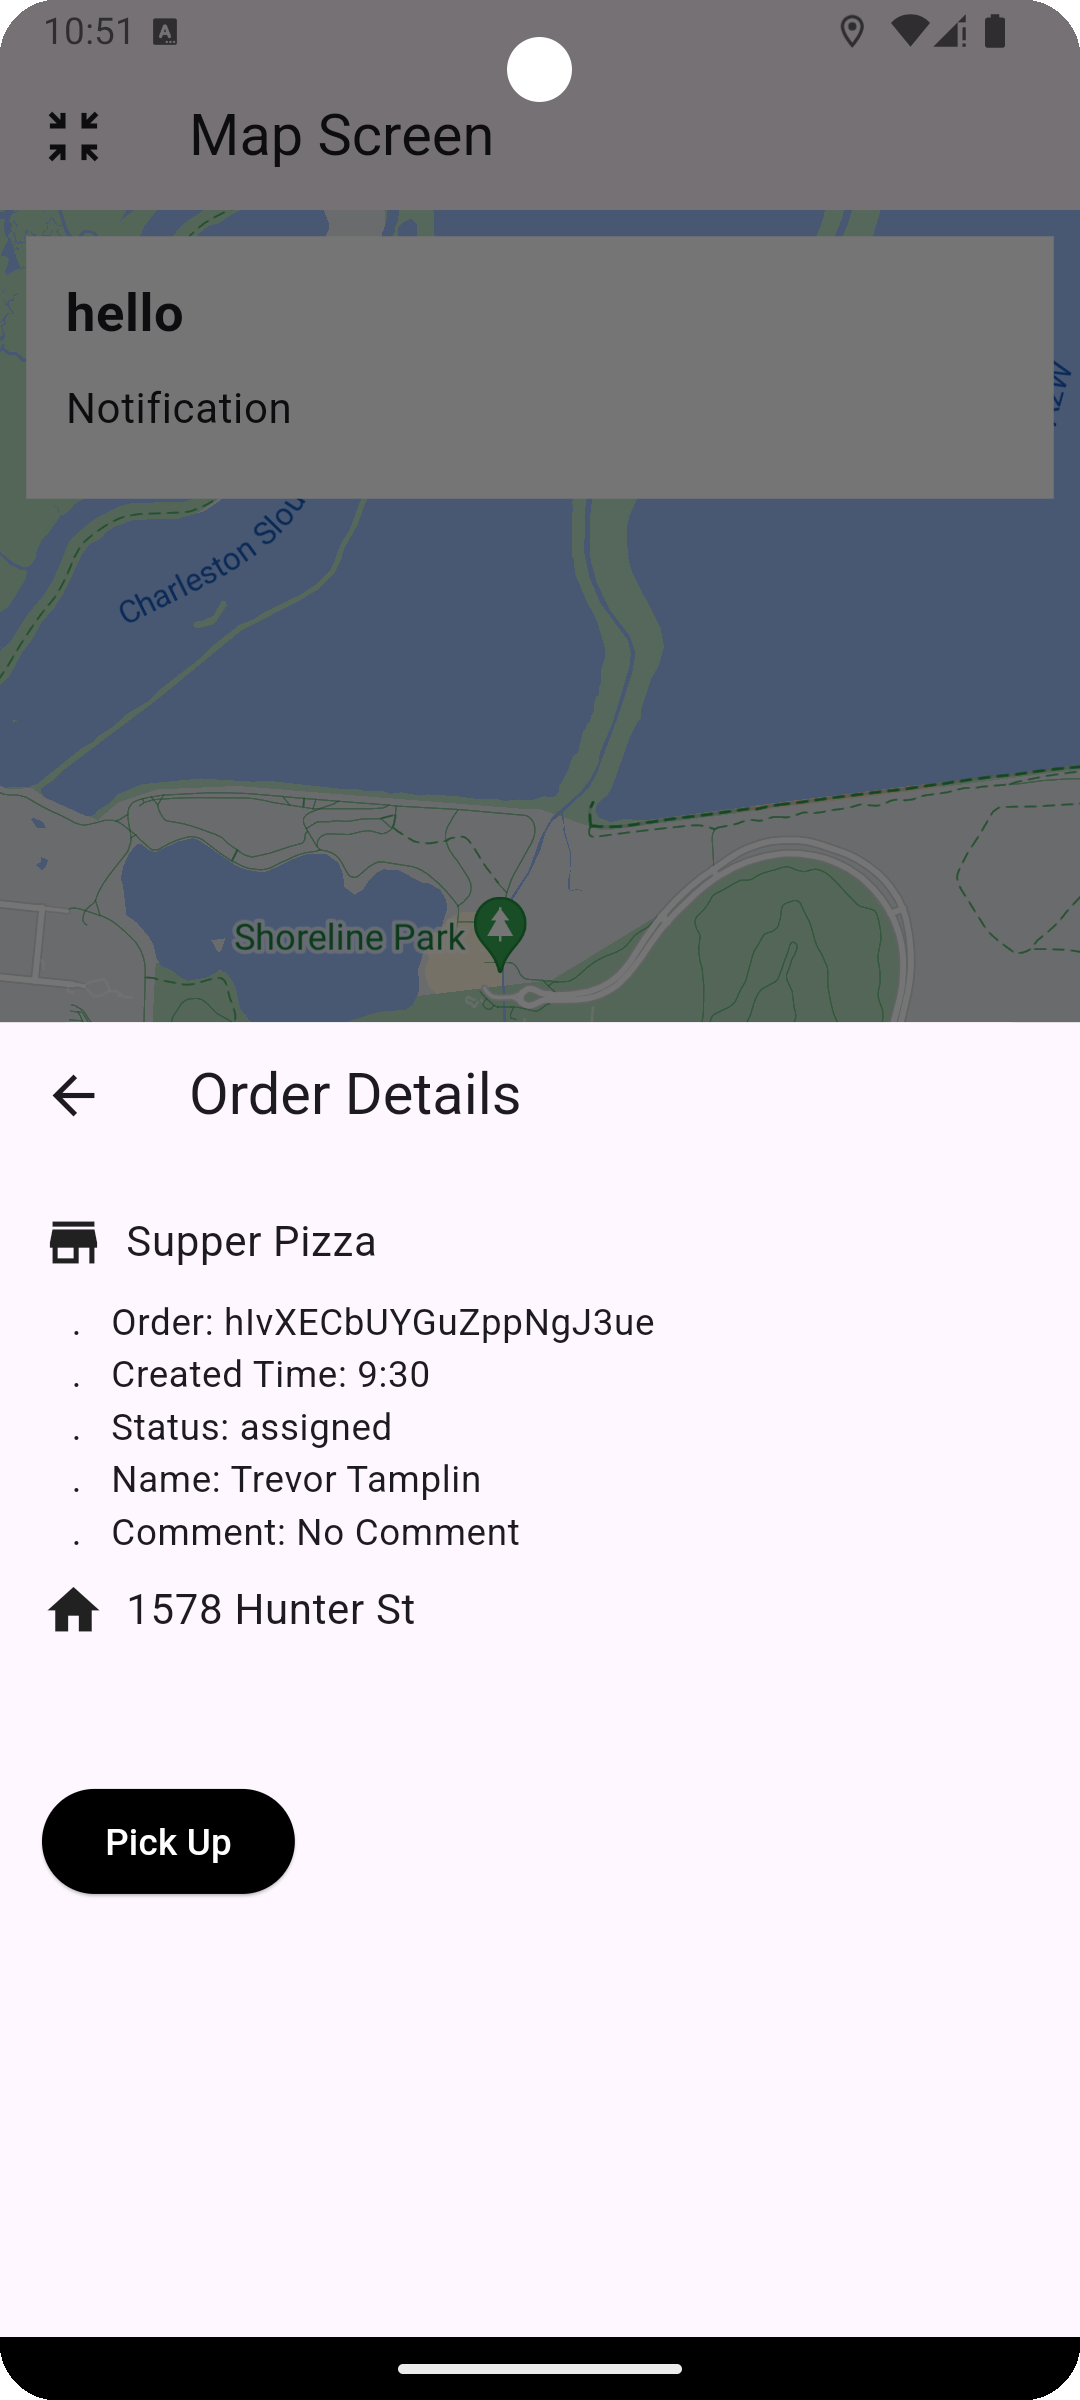 10:51
Map Screen
hello
Notification
Charleston Slou
Shoreline Park
Order Details
Supper Pizza
. Order: hIvXECbUYGuZppNgJ3ue
. Created Time: 9:30
. Status: assigned
. Name: Trevor Tamplin
. Comment: No Comment
1578 Hunter St
Pick Up